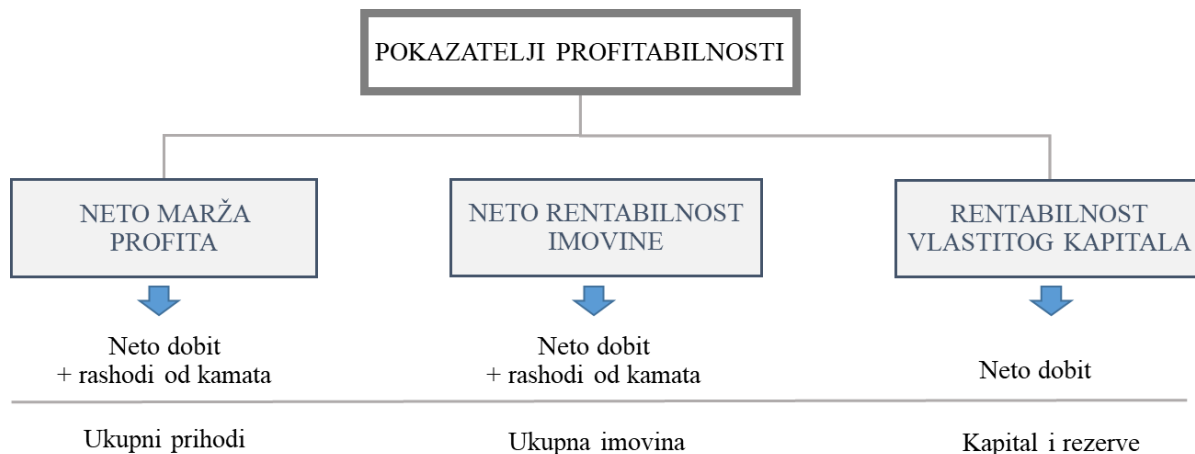 POKAZATELJI PROFITABILNOSTI
NETO MARŽA
PROFITA
NETO RENTABILNOST
IMOVINE
RENTABILNOST
VLASTITOG KAPITALA
Neto dobit
+ rashodi od kamata
Neto dobit
+ rashodi od kamata
Neto dobit
Ukupni prihodi
Ukupna imovina
Kapital i rezerve